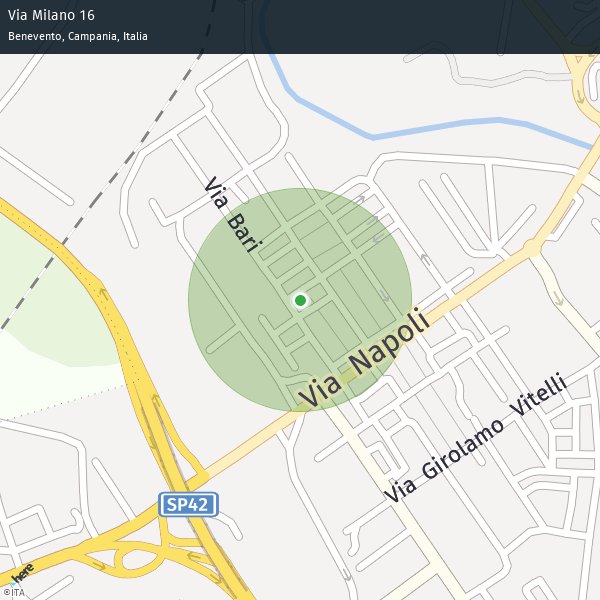 Via Milano 16
Benevento, Campania, Italia
Via Bari
Via Napoli
Via Girolamo Vitelli
SP42
here
©ITA